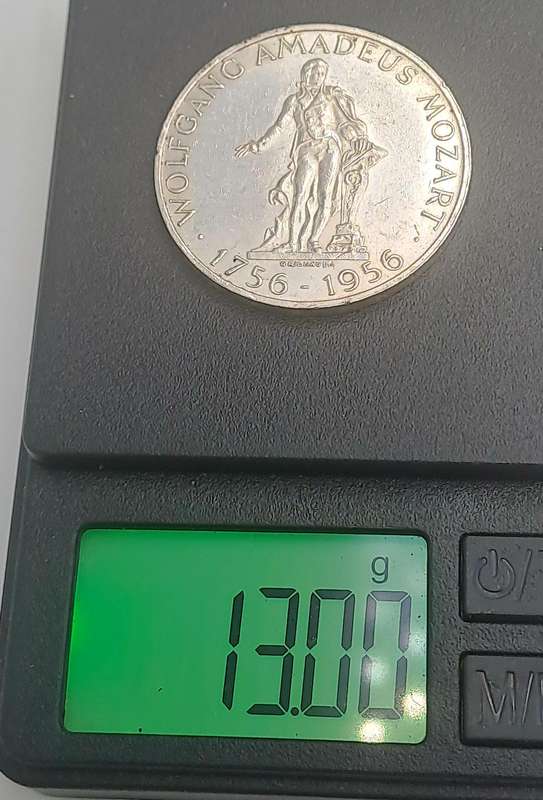 WOLFGANG AMADEUS MOZART
1756 - 1956
g
13.00
M/